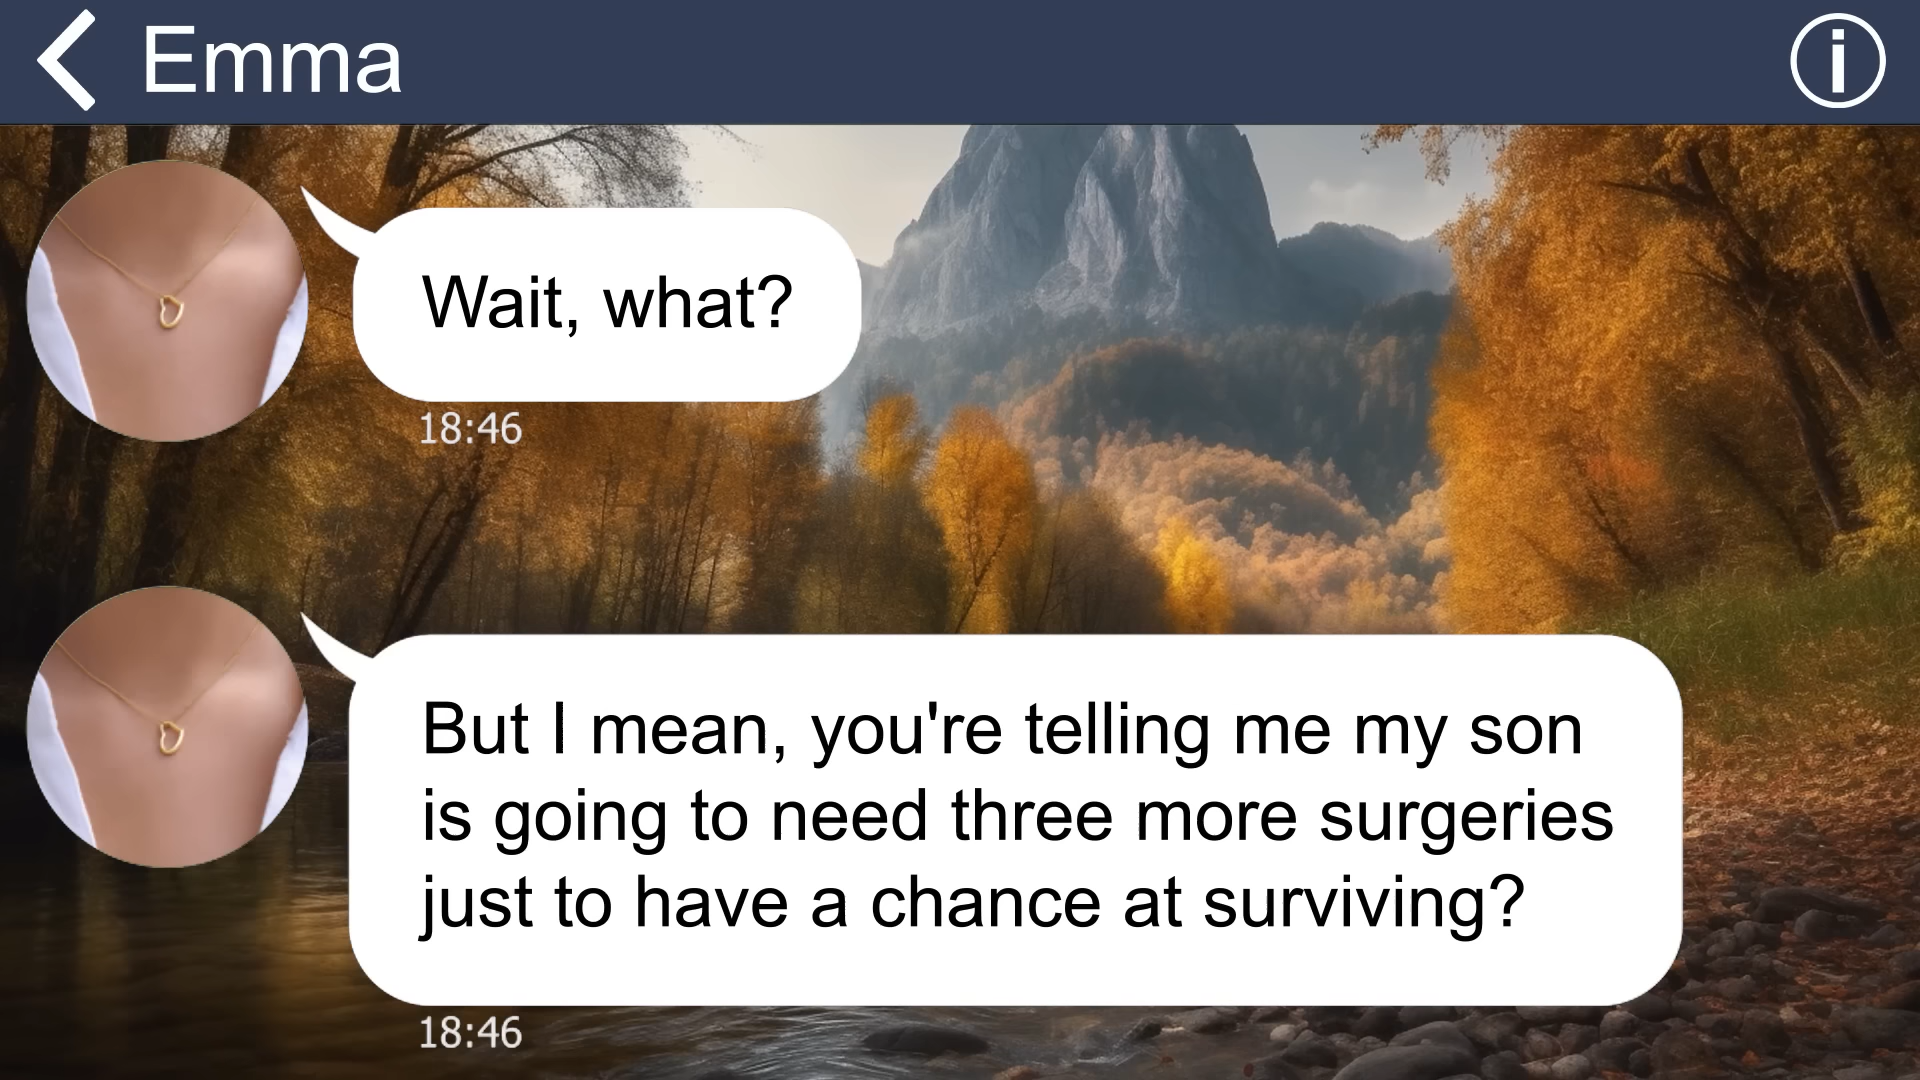 Emma
Wait, what?
18:46
But I mean, you're telling me my son
is going to need three more surgeries
just to have a chance at surviving?
18:46